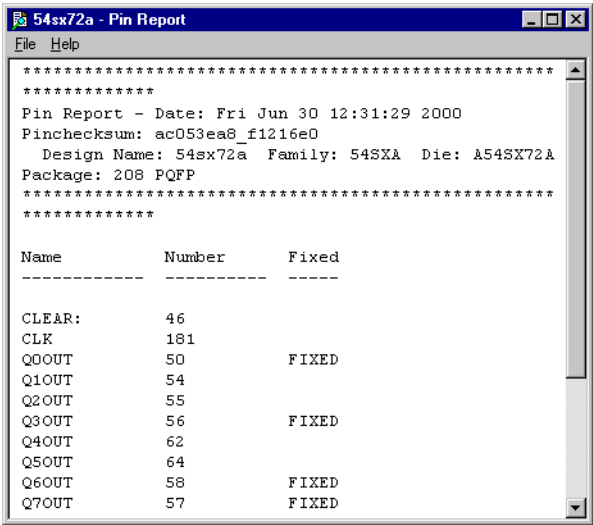 54sx72a - Pin Report
File Help
****************************************************
*************
Pin Report - Date: Fri Jun 30 12:31:29 2000
Pinchecksum: ac053ea8_f1216e0
Design Name: 54sx72a Family: 54SXA Die: A54SX72A
Package: 208 PQFP
****************************************************
*************
Name Number Fixed
------------ ---------- -----
CLEAR: 46
CLK 181
Q0OUT 50 FIXED
Q1OUT 54
Q2OUT 55
Q3OUT 56 FIXED
Q4OUT 62
Q5OUT 64
Q6OUT 58 FIXED
Q7OUT 57 FIXED